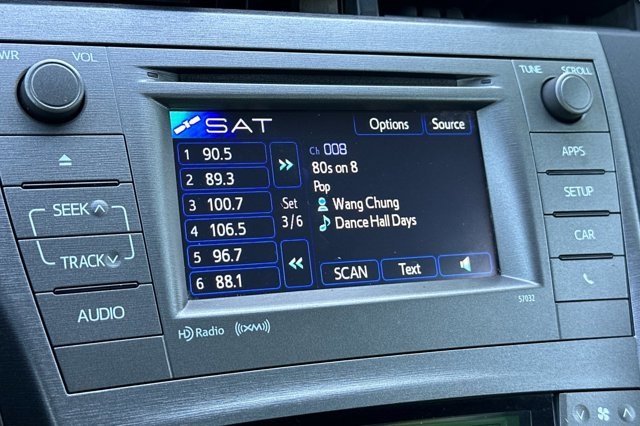 WR
VOL
TUNE
SCROLL
SAT
Options
Source
1 90.5
2 89.3
3 100.7
4 106.5
5 96.7
6 88.1
Set
3/6
Ch 008
80s on 8
Pop
Wang Chung
Dance Hall Days
SCAN
Text
SEEK
TRACK
AUDIO
APPS
SETUP
CAR
HD Radio
((XM))
57032